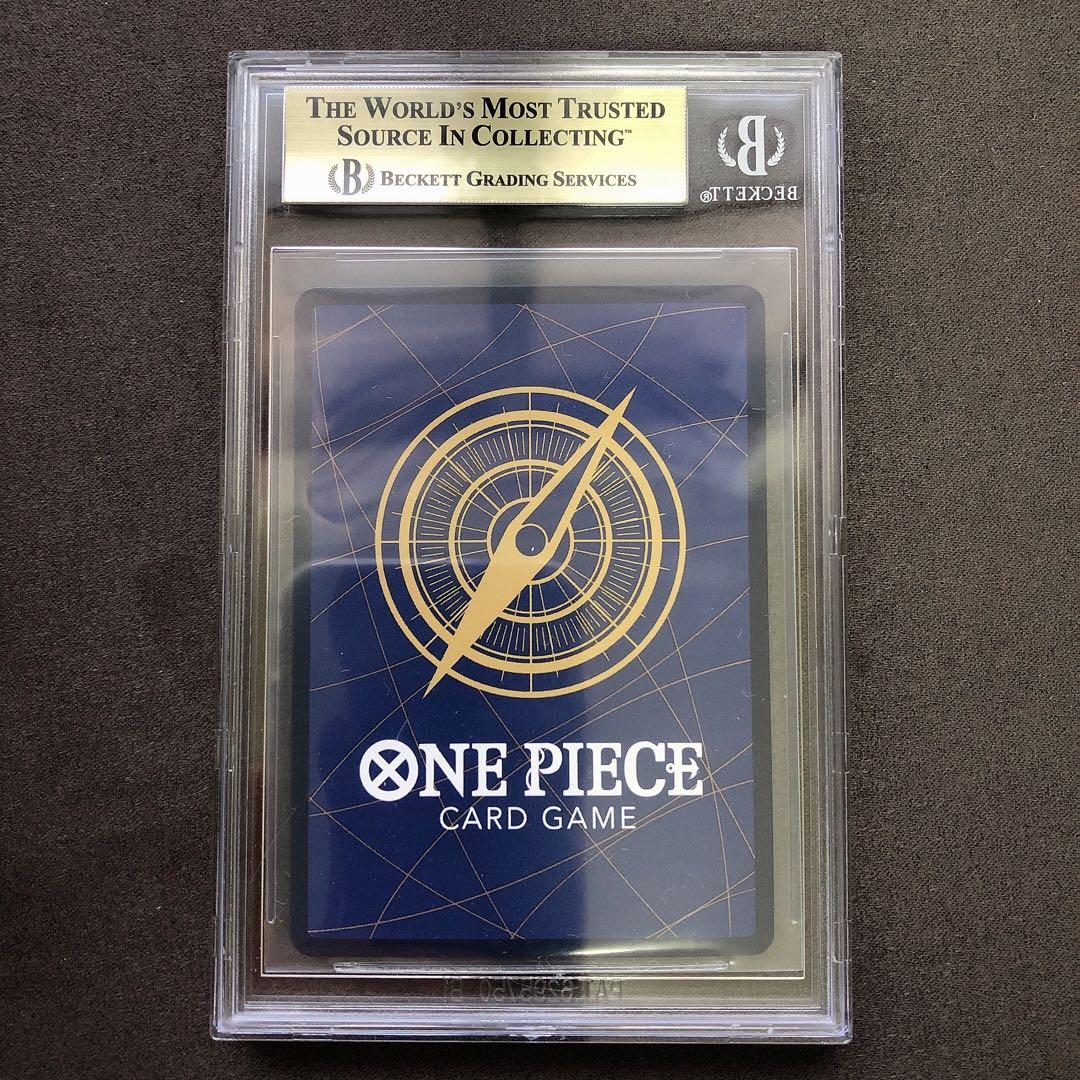 THE WORLD'S MOST TRUSTED
SOURCE IN COLLECTING™
B BECKETT GRADING SERVICES
B
BECKETT®
ONE PIECE
CARD GAME